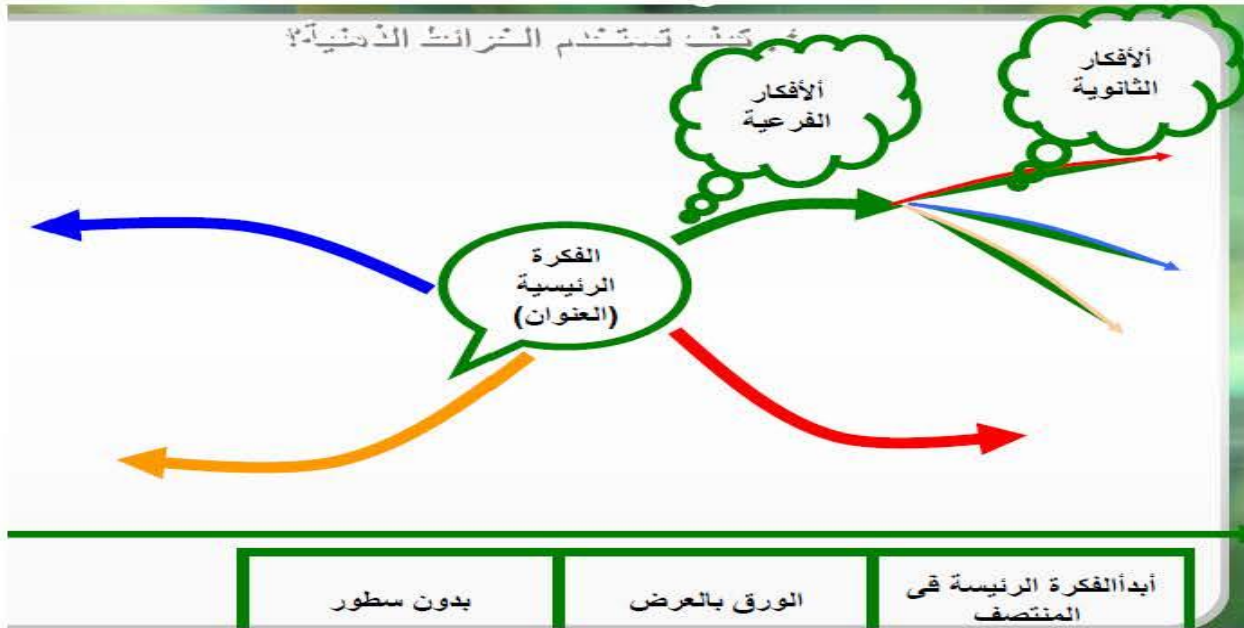 كيف تستخدم الخرائط الذهنية؟
ألأفكار
الثانوية
ألأفكار
الفرعية
الفكرة
الرئيسية
(العنوان)
أبدأالفكرة الرئيسة فى
المنتصف
الورق بالعرض
بدون سطور